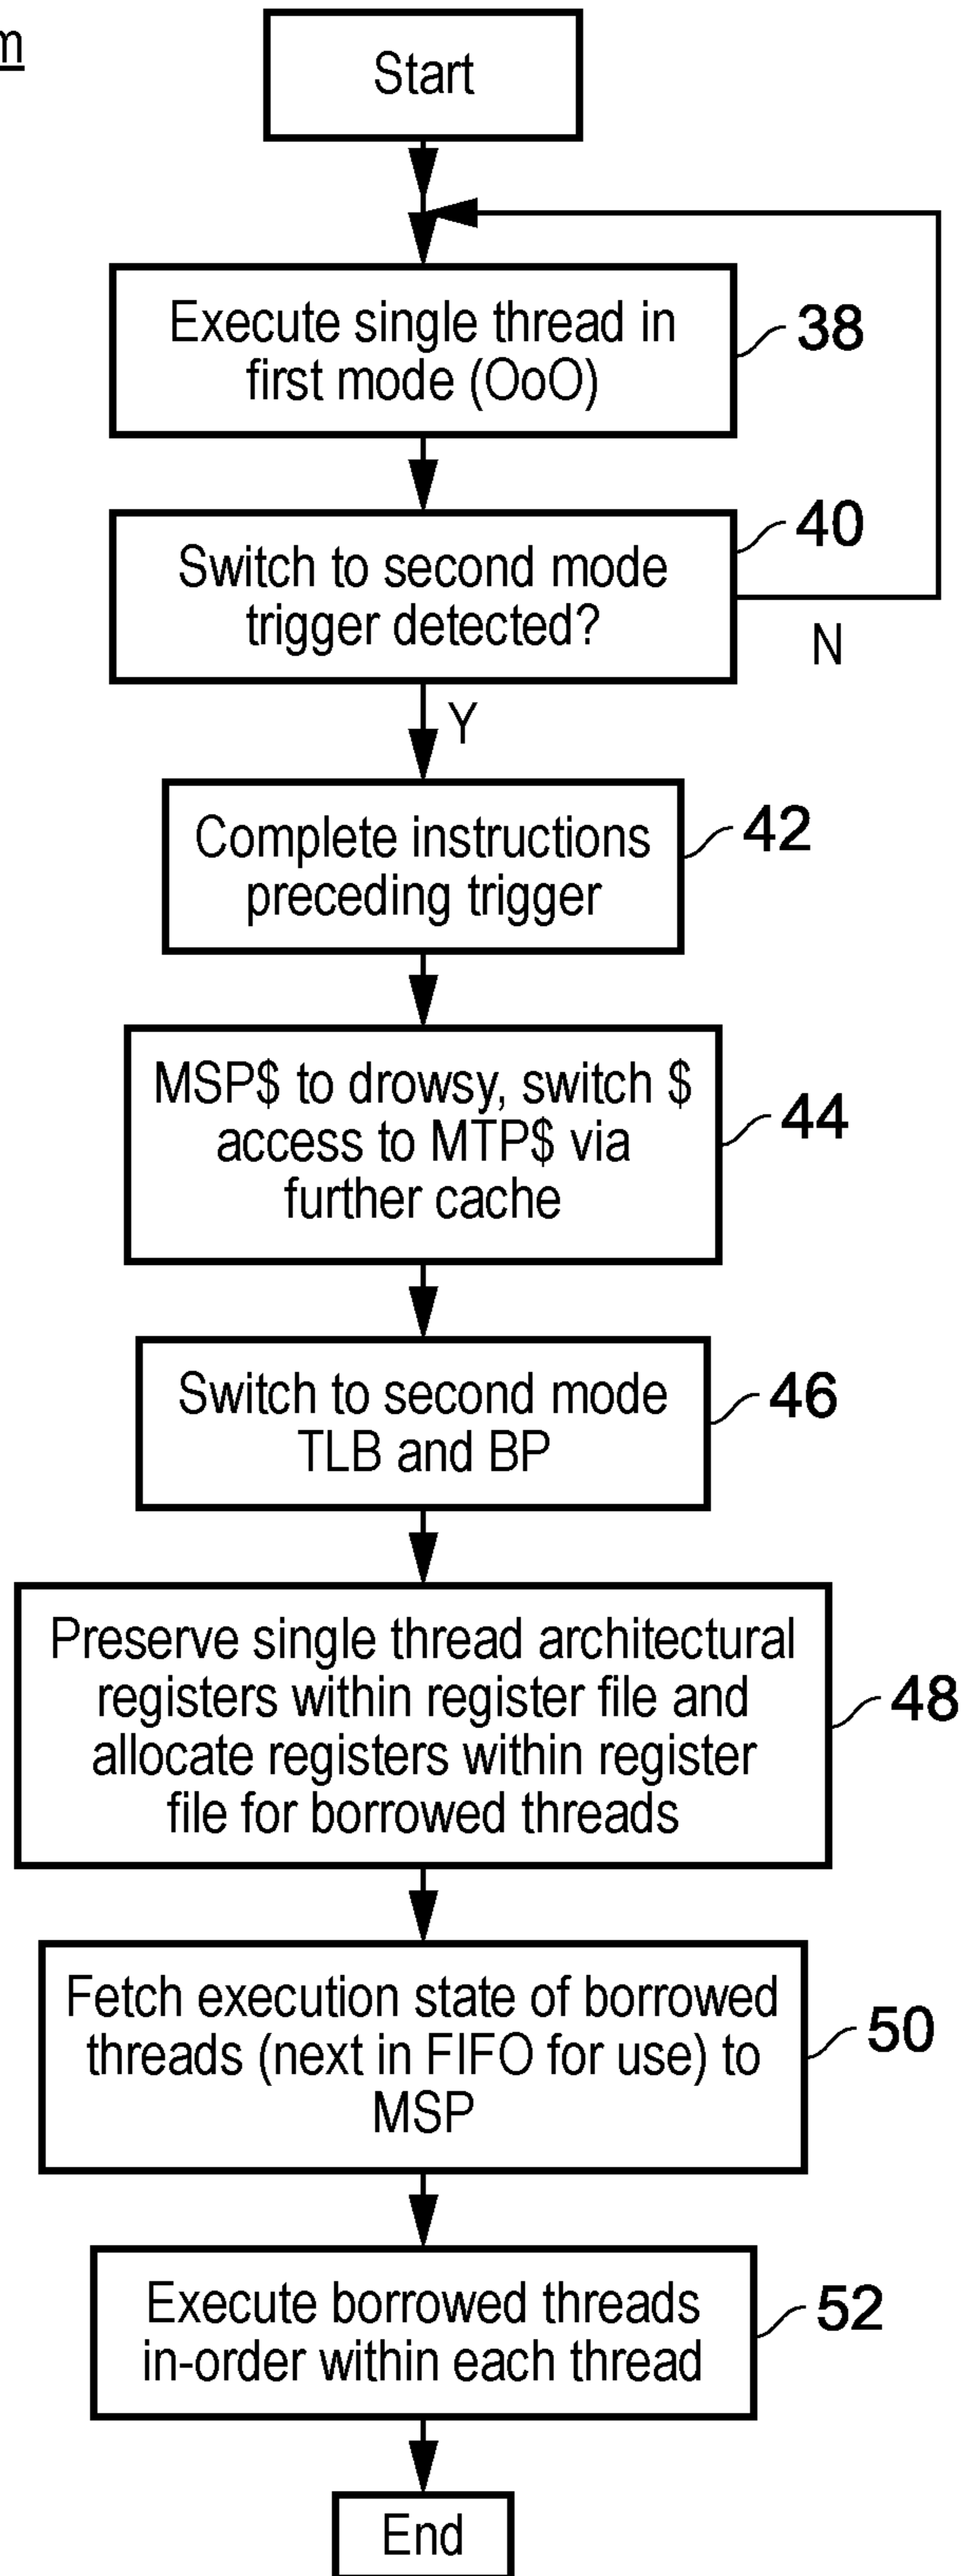 m
Start
Execute single thread in
first mode (OoO)
38
Switch to second mode
trigger detected?
40
N
Y
Complete instructions
preceding trigger
42
MSP$ to drowsy, switch $
access to MTP$ via
further cache
44
Switch to second mode
TLB and BP
46
Preserve single thread architectural
registers within register file and
allocate registers within register
file for borrowed threads
48
Fetch execution state of borrowed
threads (next in FIFO for use) to
MSP
50
Execute borrowed threads
in-order within each thread
52
End